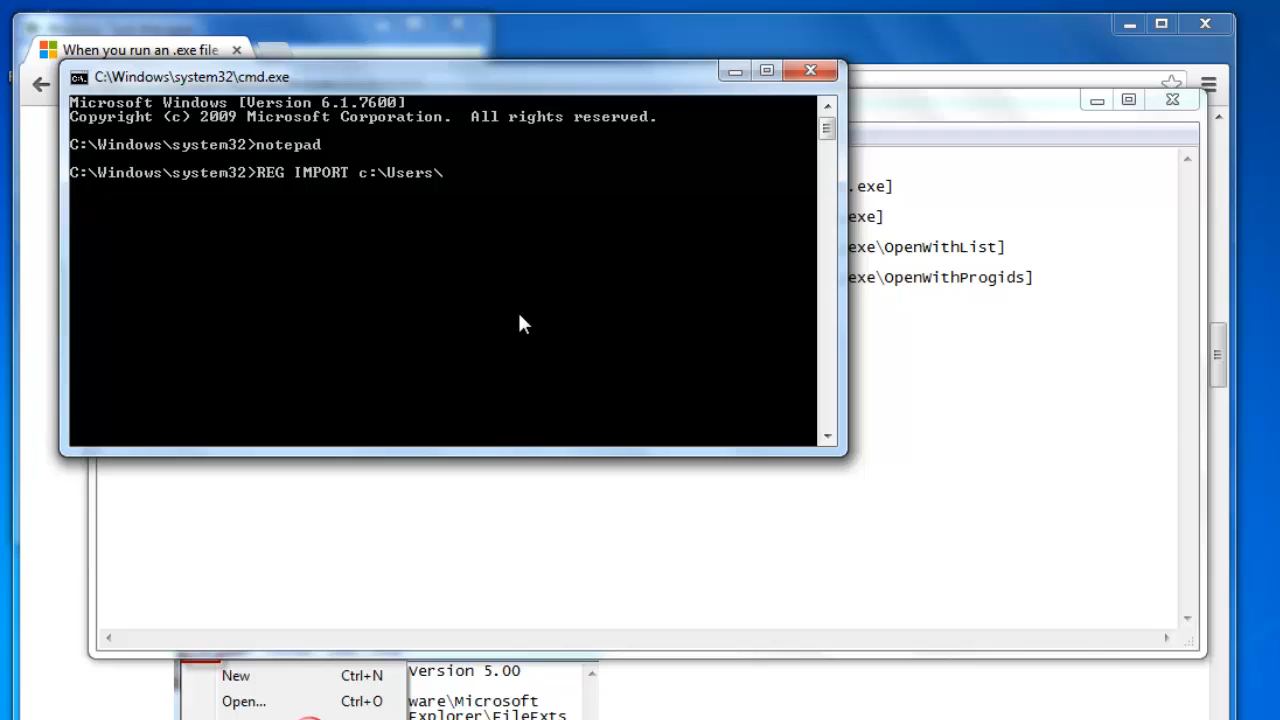 When you run an .exe file
C:\Windows\system32\cmd.exe
Microsoft Windows [Version 6.1.7600]
Copyright (c) 2009 Microsoft Corporation.  All rights reserved.
C:\Windows\system32>notepad
C:\Windows\system32>REG IMPORT c:\Users\
.exe]
exe]
exe\OpenWithList]
exe\OpenWithProgids]
New Ctrl+N
Open... Ctrl+O
Version 5.00
ware\Microsoft
Explorer\FileExts